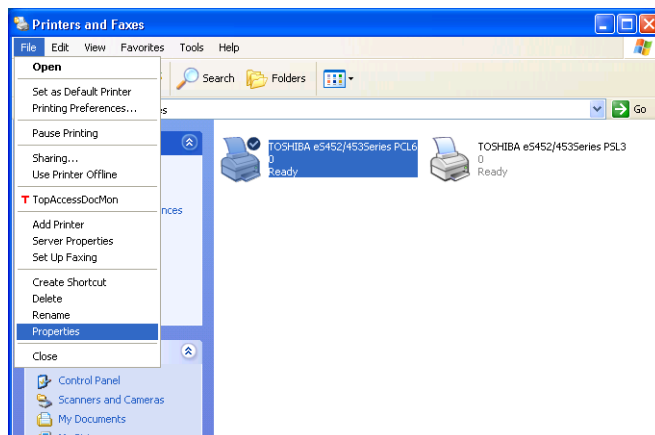 Printers and Faxes
File Edit View Favorites Tools Help
Open
Search Folders
Set as Default Printer
Printing Preferences...
Go
Pause Printing
Sharing...
Use Printer Offline
TOSHIBA eS452/453Series PCL6
0
Ready
TOSHIBA eS452/453Series PSL3
0
Ready
T TopAccessDocMon
Add Printer
Server Properties
Set Up Faxing
Create Shortcut
Delete
Rename
Properties
Close
Control Panel
Scanners and Cameras
My Documents